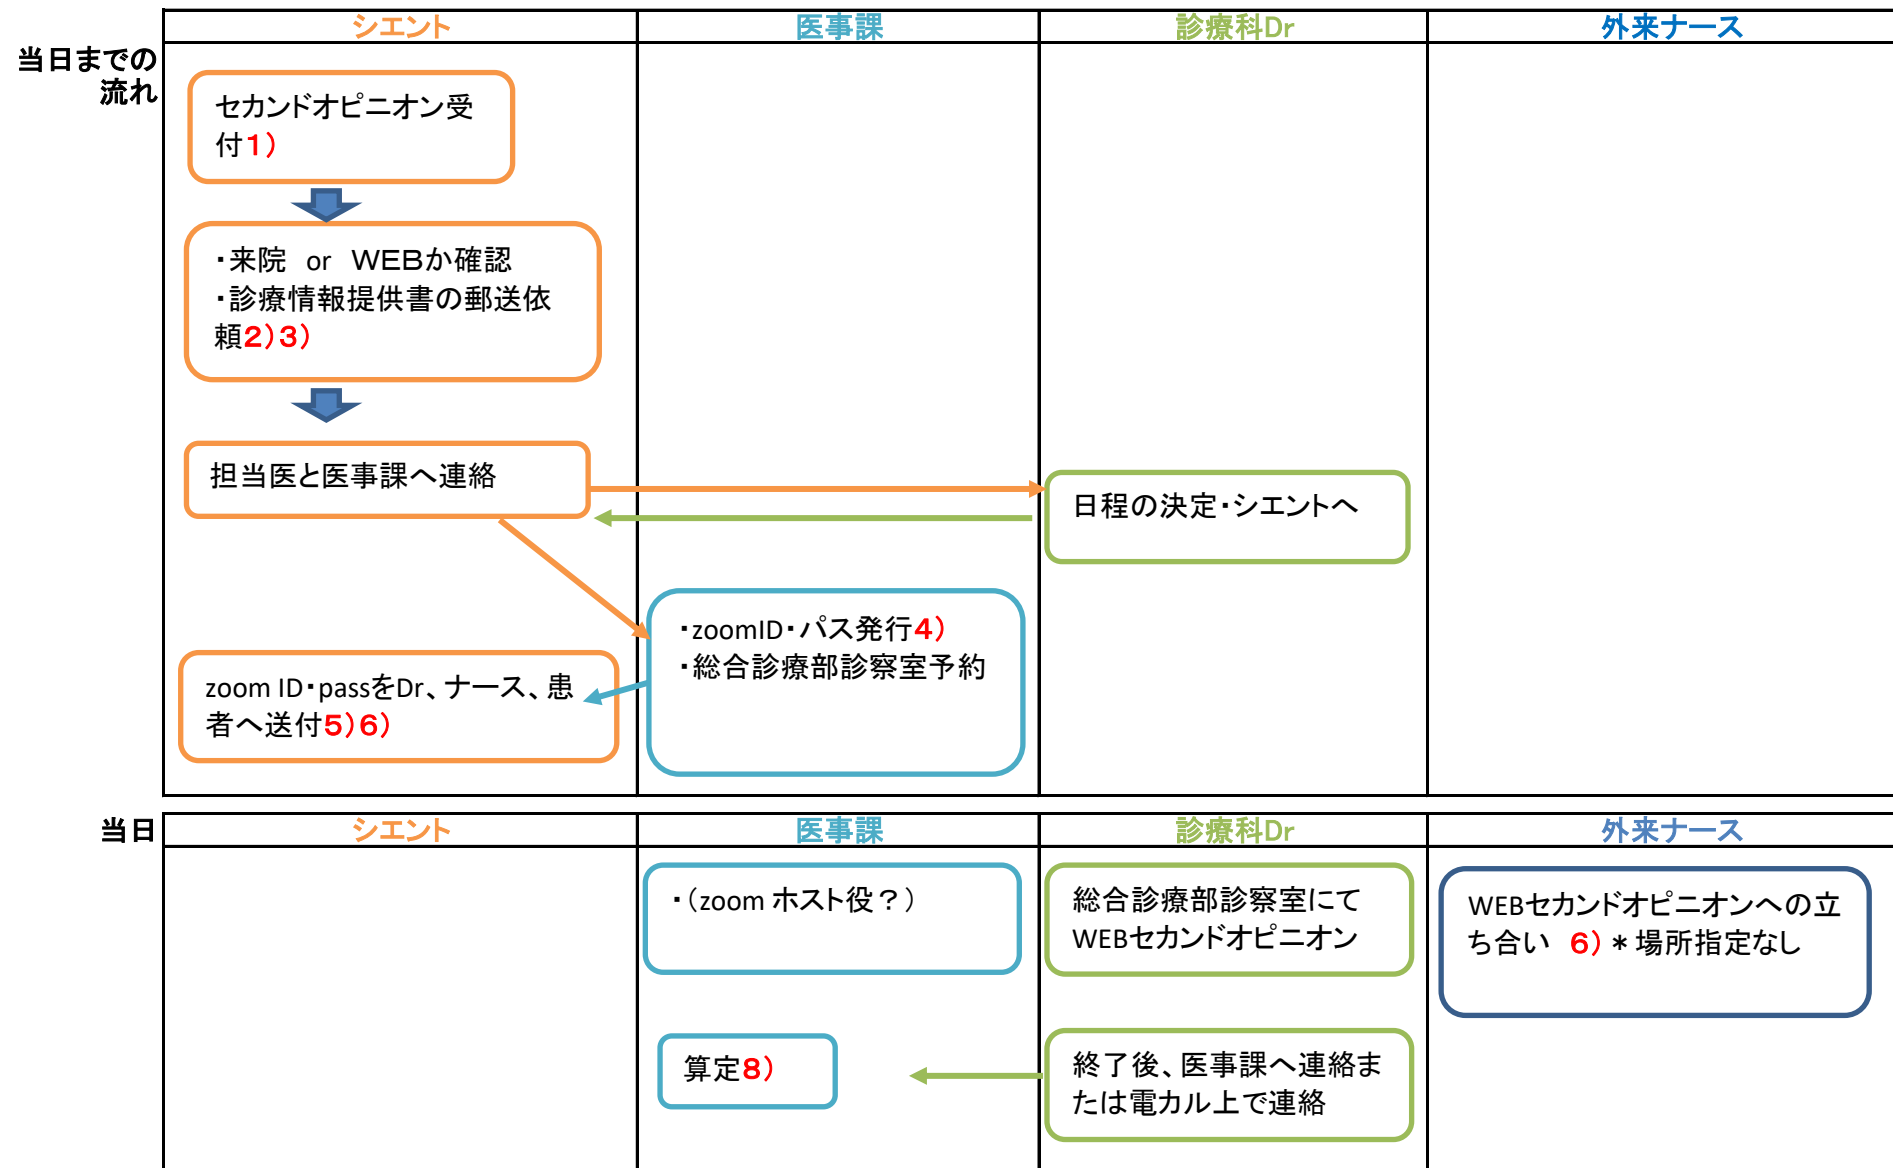 シエント
医事課
診療科Dr
外来ナース
当日までの
流れ
セカンドオピニオン受
付1）
・来院 or WEBか確認
・診療情報提供書の郵送依
頼2）3）
担当医と医事課へ連絡
日程の決定・シエントへ
・zoomID・パス発行4）
・総合診療部診察室予約
zoom ID・passをDr、ナース、患
者へ送付5）6）
当日
シエント
医事課
診療科Dr
外来ナース
・（zoom ホスト役？）
総合診療部診察室にて
WEBセカンドオピニオン
WEBセカンドオピニオンへの立
ち合い 6）＊場所指定なし
算定8）
終了後、医事課へ連絡ま
たは電カル上で連絡